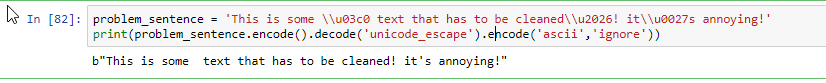 In [82]: problem_sentence = 'This is some \\u03c0 text that has to be cleaned\\u2026! it\\u0027s annoying!'
print(problem_sentence.encode().decode('unicode_escape').encode('ascii','ignore'))
b"This is some  text that has to be cleaned! it's annoying!"